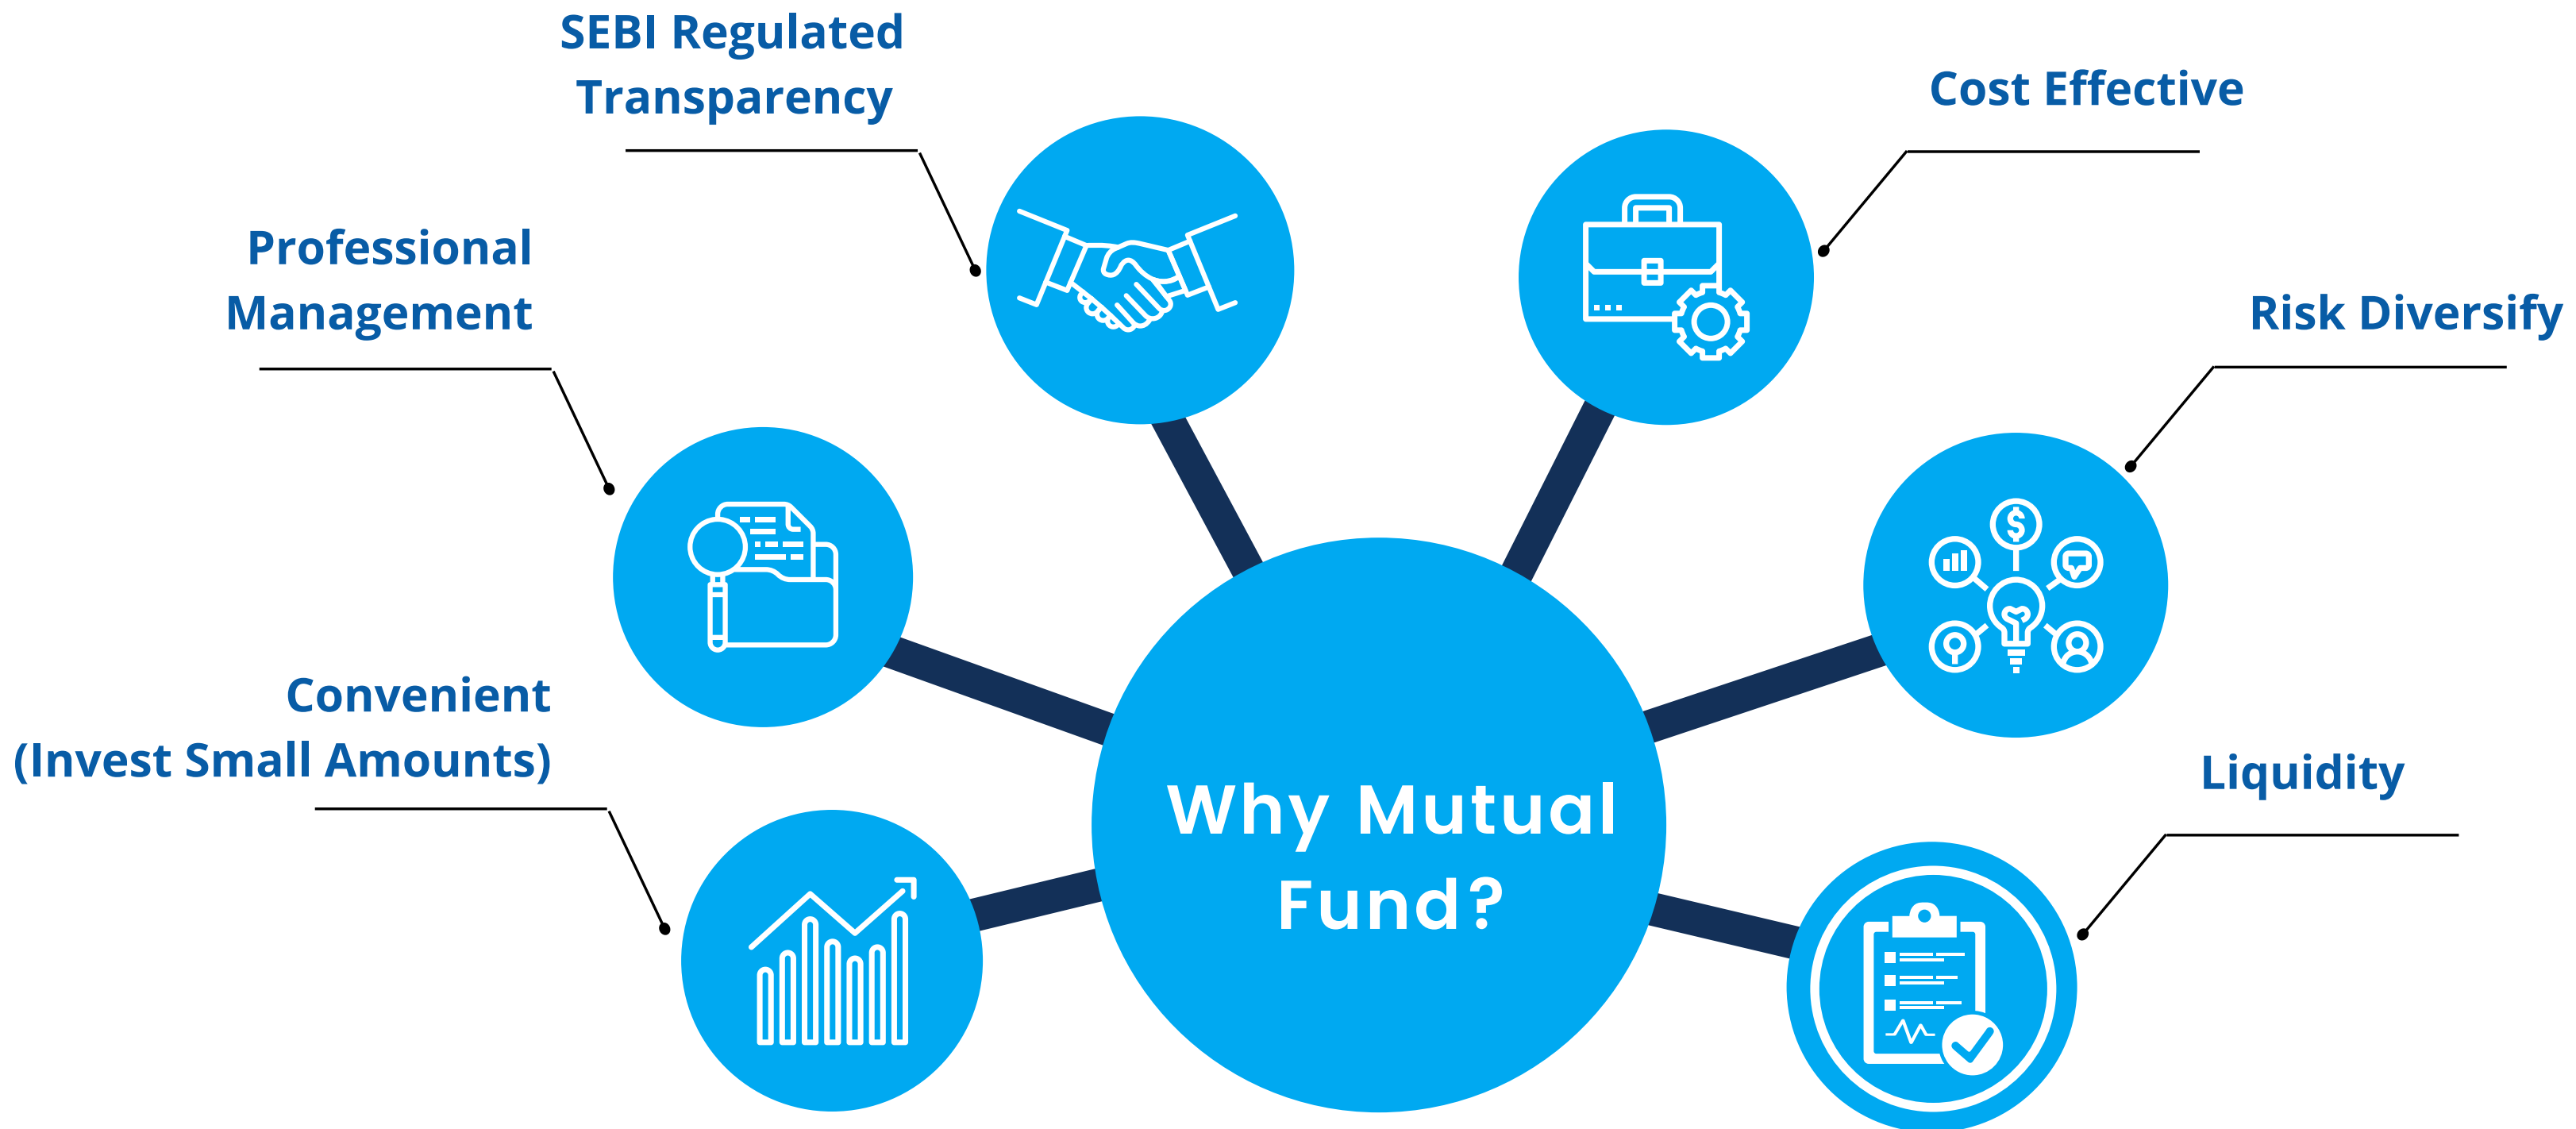 SEBI Regulated
Transparency
Cost Effective
Professional
Management
Risk Diversify
Convenient
(Invest Small Amounts)
Liquidity
Why Mutual
Fund?